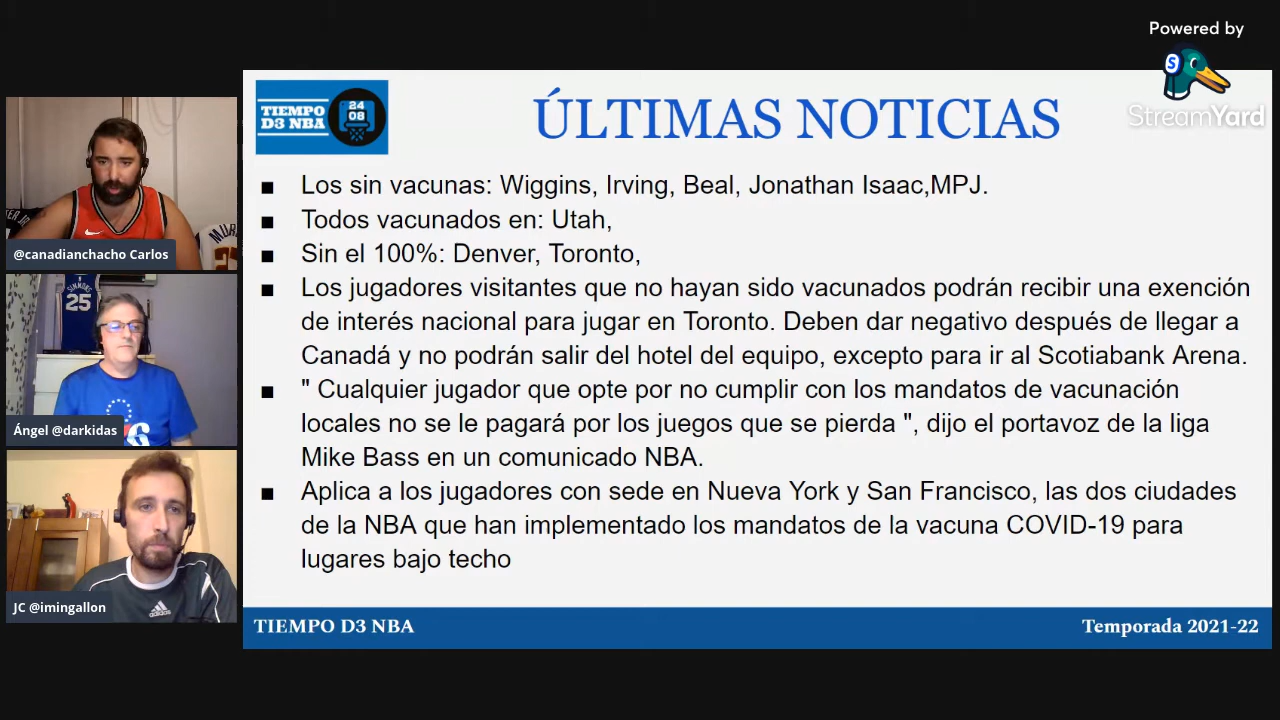 Powered by
StreamYard
TIEMPO
D3 NBA
24
08
ÚLTIMAS NOTICIAS
Los sin vacunas: Wiggins, Irving, Beal, Jonathan Isaac,MPJ.
Todos vacunados en: Utah,
Sin el 100%: Denver, Toronto,
Los jugadores visitantes que no hayan sido vacunados podrán recibir una exención
de interés nacional para jugar en Toronto. Deben dar negativo después de llegar a
Canadá y no podrán salir del hotel del equipo, excepto para ir al Scotiabank Arena.
" Cualquier jugador que opte por no cumplir con los mandatos de vacunación
locales no se le pagará por los juegos que se pierda ", dijo el portavoz de la liga
Mike Bass en un comunicado NBA.
Aplica a los jugadores con sede en Nueva York y San Francisco, las dos ciudades
de la NBA que han implementado los mandatos de la vacuna COVID-19 para
lugares bajo techo
TIEMPO D3 NBA
Temporada 2021-22
@canadianchacho Carlos
SIMMONS
25
Ángel @darkidas
JC @imingallon